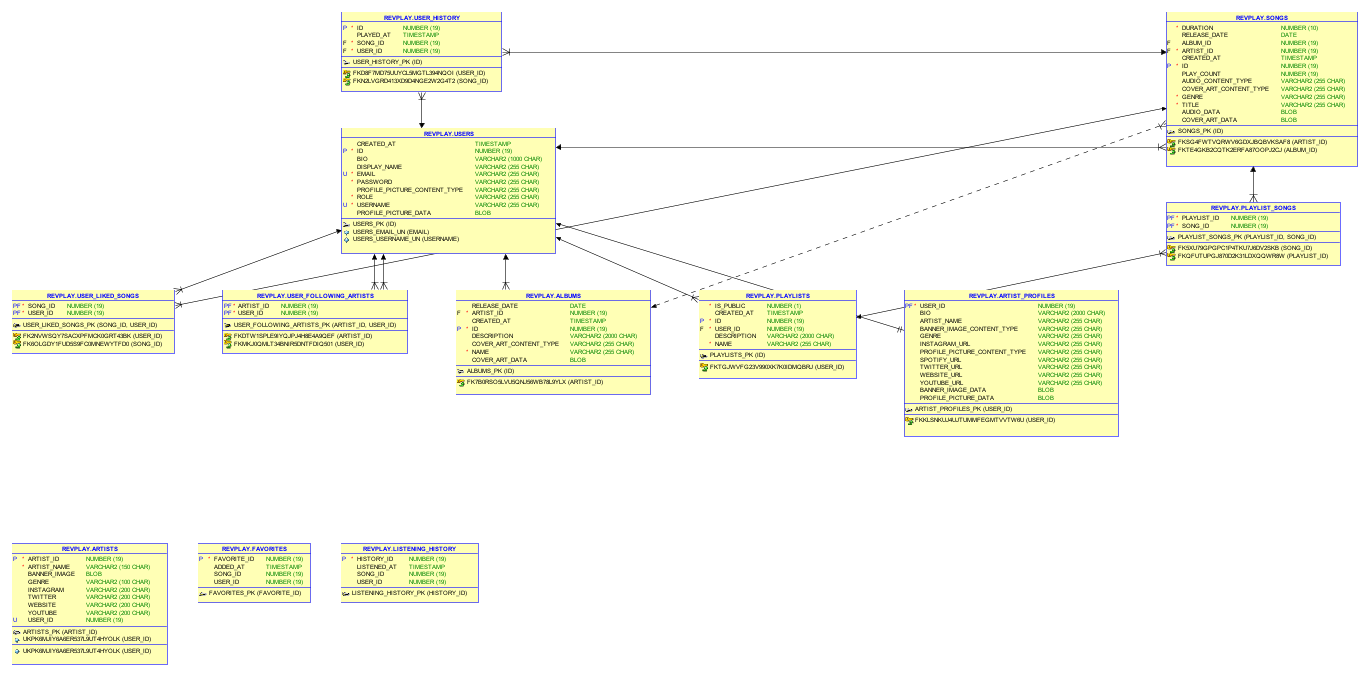 REVPLAY.USER_HISTORY
P * ID NUMBER (19)
PLAYED_AT TIMESTAMP
F * SONG_ID NUMBER (19)
F * USER_ID NUMBER (19)
USER_HISTORY_PK (ID)
(USER_ID)
(SONG_ID)
REVPLAY.SONGS
* DURATION NUMBER (10)
RELEASE_DATE DATE
F ALBUM_ID NUMBER (19)
F * ARTIST_ID NUMBER (19)
CREATED_AT TIMESTAMP
P * ID NUMBER (19)
PLAY_COUNT NUMBER (19)
AUDIO_CONTENT_TYPE VARCHAR2 (255 CHAR)
COVER_ART_CONTENT_TYPE VARCHAR2 (255 CHAR)
* GENRE VARCHAR2 (255 CHAR)
* TITLE VARCHAR2 (255 CHAR)
AUDIO_DATA BLOB
COVER_ART_DATA BLOB
SONGS_PK (ID)
(ARTIST_ID)
(ALBUM_ID)
REVPLAY.USERS
CREATED_AT TIMESTAMP
P * ID NUMBER (19)
BIO VARCHAR2 (1000 CHAR)
DISPLAY_NAME VARCHAR2 (255 CHAR)
U * EMAIL VARCHAR2 (255 CHAR)
* PASSWORD VARCHAR2 (255 CHAR)
PROFILE_PICTURE_CONTENT_TYPE VARCHAR2 (255 CHAR)
* ROLE VARCHAR2 (255 CHAR)
U * USERNAME VARCHAR2 (255 CHAR)
PROFILE_PICTURE_DATA BLOB
USERS_PK (ID)
USERS_EMAIL_UN (EMAIL)
USERS_USERNAME_UN (USERNAME)
REVPLAY.PLAYLIST_SONGS
PF * PLAYLIST_ID NUMBER (19)
PF * SONG_ID NUMBER (19)
PLAYLIST_SONGS_PK (PLAYLIST_ID, SONG_ID)
(SONG_ID)
(PLAYLIST_ID)
REVPLAY.USER_LIKED_SONGS
PF * SONG_ID NUMBER (19)
PF * USER_ID NUMBER (19)
USER_LIKED_SONGS_PK (SONG_ID, USER_ID)
(USER_ID)
(SONG_ID)
REVPLAY.USER_FOLLOWING_ARTISTS
PF * ARTIST_ID NUMBER (19)
PF * USER_ID NUMBER (19)
USER_FOLLOWING_ARTISTS_PK (ARTIST_ID, USER_ID)
(ARTIST_ID)
(USER_ID)
REVPLAY.ALBUMS
RELEASE_DATE DATE
F * ARTIST_ID NUMBER (19)
CREATED_AT TIMESTAMP
P * ID NUMBER (19)
DESCRIPTION VARCHAR2 (2000 CHAR)
COVER_ART_CONTENT_TYPE VARCHAR2 (255 CHAR)
* NAME VARCHAR2 (255 CHAR)
COVER_ART_DATA BLOB
ALBUMS_PK (ID)
(ARTIST_ID)
REVPLAY.PLAYLISTS
* IS_PUBLIC NUMBER (1)
CREATED_AT TIMESTAMP
P * ID NUMBER (19)
F * USER_ID NUMBER (19)
DESCRIPTION VARCHAR2 (2000 CHAR)
* NAME VARCHAR2 (255 CHAR)
PLAYLISTS_PK (ID)
(USER_ID)
REVPLAY.ARTIST_PROFILES
PF * USER_ID NUMBER (19)
BIO VARCHAR2 (2000 CHAR)
ARTIST_NAME VARCHAR2 (255 CHAR)
BANNER_IMAGE_CONTENT_TYPE VARCHAR2 (255 CHAR)
GENRE VARCHAR2 (255 CHAR)
INSTAGRAM_URL VARCHAR2 (255 CHAR)
PROFILE_PICTURE_CONTENT_TYPE VARCHAR2 (255 CHAR)
SPOTIFY_URL VARCHAR2 (255 CHAR)
TWITTER_URL VARCHAR2 (255 CHAR)
WEBSITE_URL VARCHAR2 (255 CHAR)
YOUTUBE_URL VARCHAR2 (255 CHAR)
BANNER_IMAGE_DATA BLOB
PROFILE_PICTURE_DATA BLOB
ARTIST_PROFILES_PK (USER_ID)
(USER_ID)
REVPLAY.ARTISTS
P * ARTIST_ID NUMBER (19)
* ARTIST_NAME VARCHAR2 (150 CHAR)
BANNER_IMAGE BLOB
GENRE VARCHAR2 (100 CHAR)
INSTAGRAM VARCHAR2 (200 CHAR)
TWITTER VARCHAR2 (200 CHAR)
WEBSITE VARCHAR2 (200 CHAR)
YOUTUBE VARCHAR2 (200 CHAR)
U USER_ID NUMBER (19)
ARTISTS_PK (ARTIST_ID)
(USER_ID)
(USER_ID)
REVPLAY.FAVORITES
P * FAVORITE_ID NUMBER (19)
ADDED_AT TIMESTAMP
SONG_ID NUMBER (19)
USER_ID NUMBER (19)
FAVORITES_PK (FAVORITE_ID)
REVPLAY.LISTENING_HISTORY
P * HISTORY_ID NUMBER (19)
LISTENED_AT TIMESTAMP
SONG_ID NUMBER (19)
USER_ID NUMBER (19)
LISTENING_HISTORY_PK (HISTORY_ID)